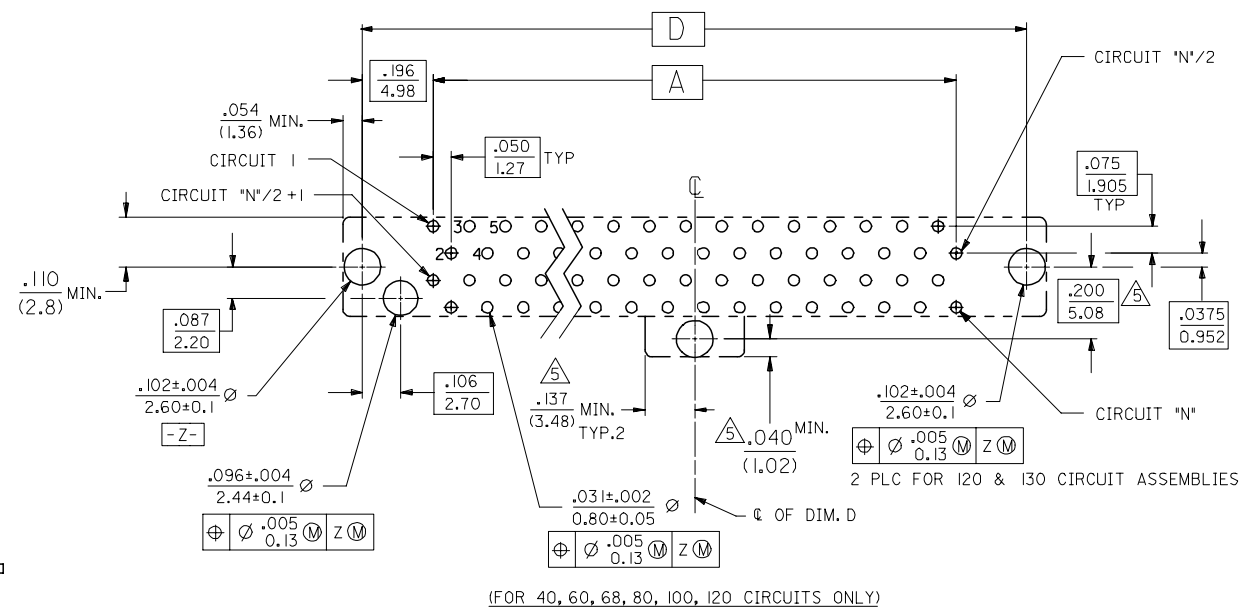 D
CIRCUIT "N"/2
.196
4.98
A
.054
(1.36) MIN.
.050
1.27 TYP
.075
1.905
TYP
CIRCUIT 1
℄
CIRCUIT "N"/2 +1
3 5
2 4
.110
(2.8) MIN.
.200
5.08 5
.0375
0.952
.087
2.20
.102±.004
2.60±0.1 ⌀
-Z-
.106
2.70
5
.137
(3.48) MIN.
TYP.2
5 .040 MIN.
(1.02)
.102±.004
2.60±0.1 ⌀
CIRCUIT "N"
⌖ ⌀ .005 Ⓜ Z Ⓜ
0.13
2 PLC FOR 120 & 130 CIRCUIT ASSEMBLIES
.096±.004
2.44±0.1 ⌀
⌖ ⌀ .005 Ⓜ Z Ⓜ
0.13
.031±.002
0.80±0.05 ⌀
⌖ ⌀ .005 Ⓜ Z Ⓜ
0.13
℄ OF DIM. D
(FOR 40, 60, 68, 80, 100, 120 CIRCUITS ONLY)